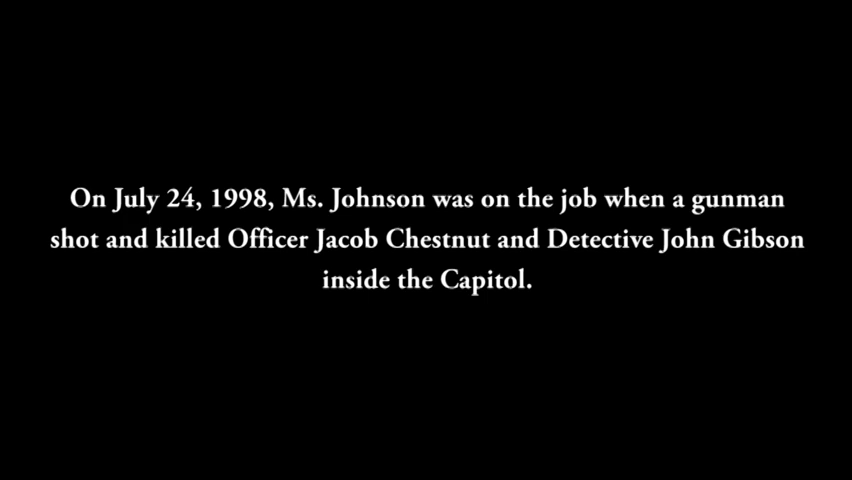 On July 24, 1998, Ms. Johnson was on the job when a gunman
shot and killed Officer Jacob Chestnut and Detective John Gibson
inside the Capitol.